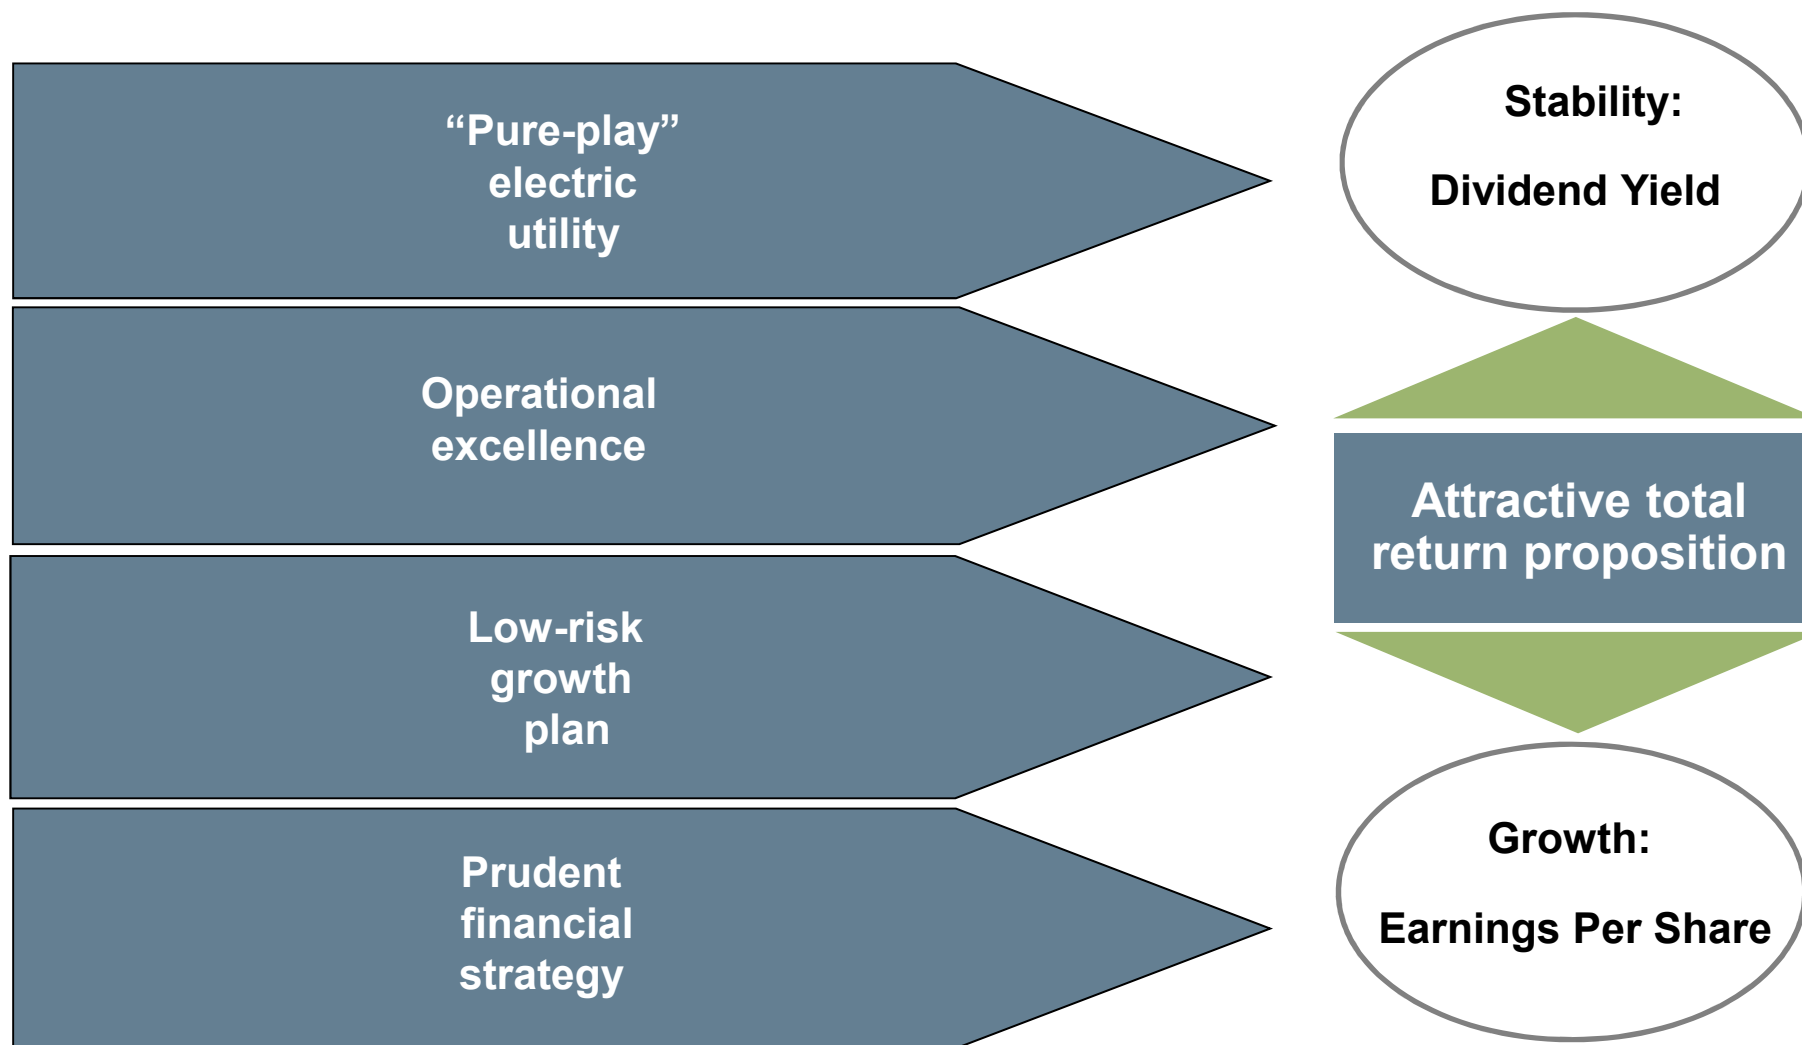 “Pure-play”
electric
utility
Operational
excellence
Low-risk
growth
plan
Prudent
financial
strategy
Stability:
Dividend Yield
Attractive total
return proposition
Growth:
Earnings Per Share